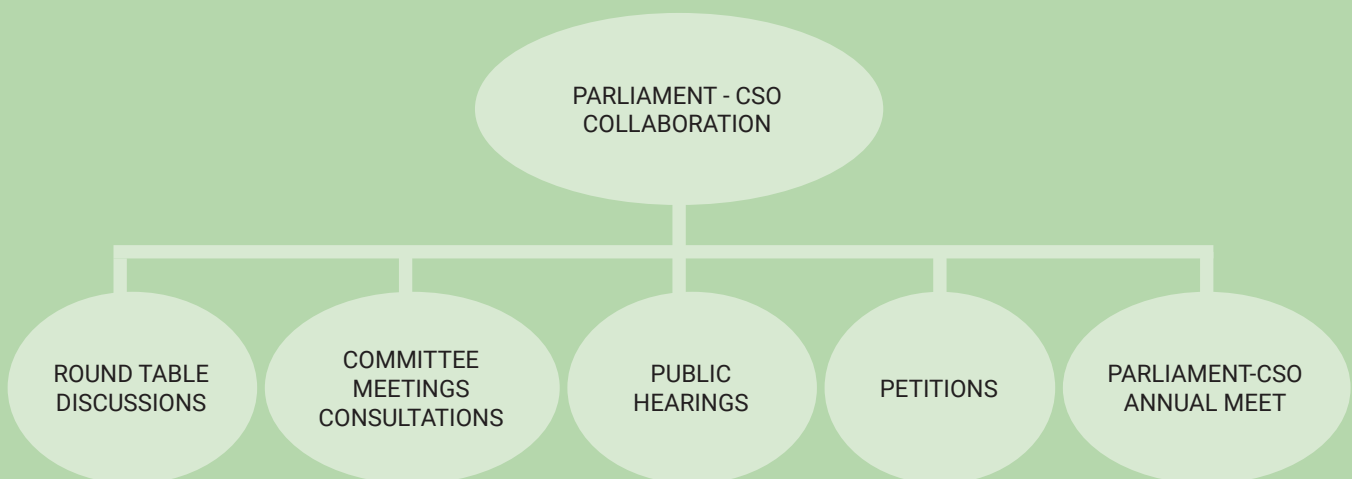 PARLIAMENT - CSO
COLLABORATION
ROUND TABLE
DISCUSSIONS
COMMITTEE
MEETINGS
CONSULTATIONS
PUBLIC
HEARINGS
PETITIONS
PARLIAMENT-CSO
ANNUAL MEET